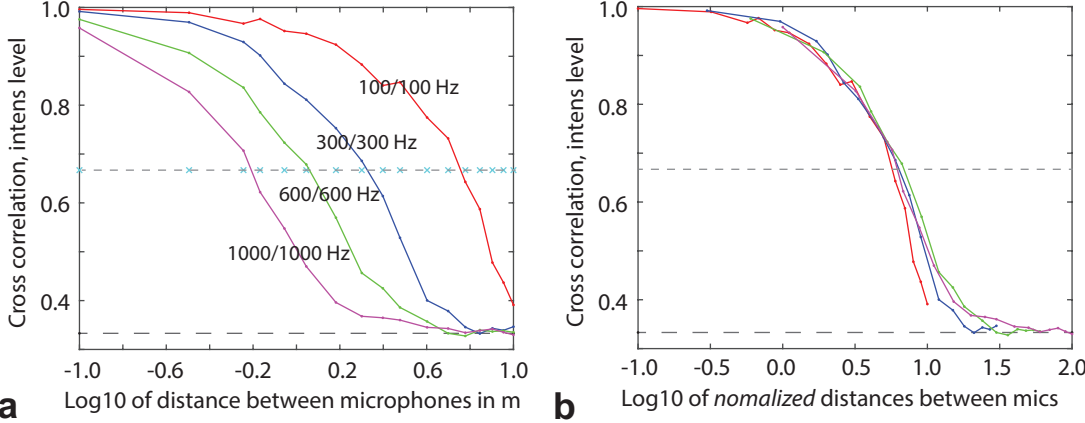 Cross correlation, intens level
1.0
0.8
0.6
0.4
100/100 Hz
300/300 Hz
600/600 Hz
1000/1000 Hz
-1.0 -0.2 0.2 0.6 1.0
Log10 of distance between microphones in m
a
Cross correlation, intens level
1.0
0.8
0.6
0.4
-1.0 -0.5 0.0 0.5 1.0 1.5 2.0
Log10 of nomalized distances between mics
b